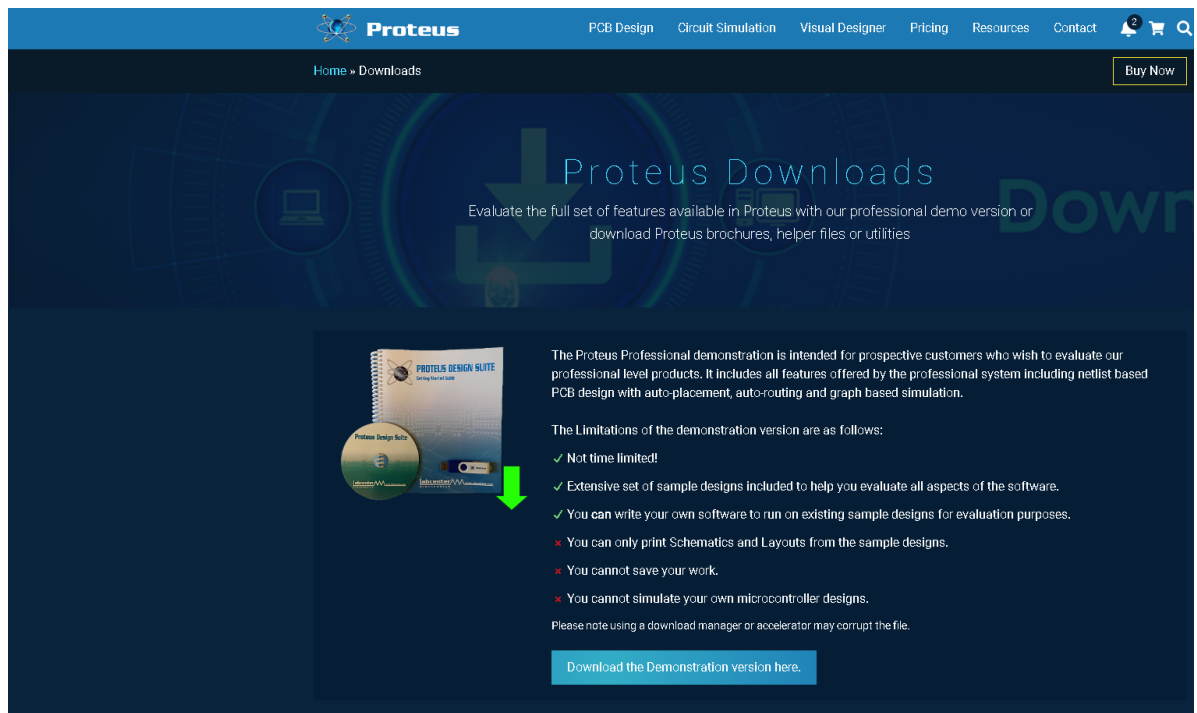 Proteus
PCB Design Circuit Simulation Visual Designer Pricing Resources Contact 2
Home » Downloads
Buy Now
Proteus Downloads
Down
Evaluate the full set of features available in Proteus with our professional demo version or
download Proteus brochures, helper files or utilities
PROTEUS DESIGN SUITE
Getting Started Guide
Proteus Design Suite
labcenter
labcenter
The Proteus Professional demonstration is intended for prospective customers who wish to evaluate our
professional level products. It includes all features offered by the professional system including netlist based
PCB design with auto-placement, auto-routing and graph based simulation.
The Limitations of the demonstration version are as follows:
✓ Not time limited!
✓ Extensive set of sample designs included to help you evaluate all aspects of the software.
✓ You can write your own software to run on existing sample designs for evaluation purposes.
× You can only print Schematics and Layouts from the sample designs.
× You cannot save your work.
× You cannot simulate your own microcontroller designs.
Please note using a download manager or accelerator may corrupt the file.
Download the Demonstration version here.